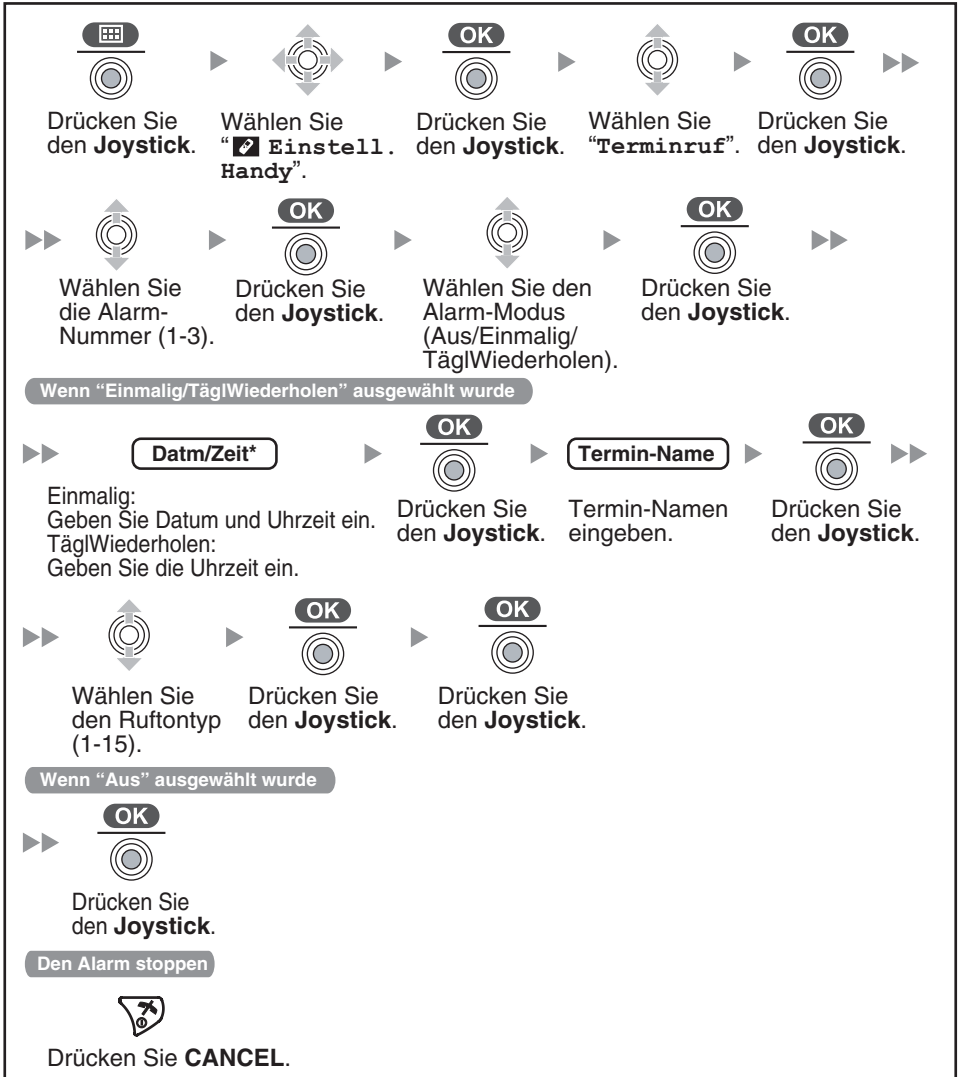 OK OK
Drücken Sie den Joystick.
Wählen Sie “Einstell. Handy”.
Drücken Sie den Joystick.
Wählen Sie “Terminruf”.
Drücken Sie den Joystick.
OK OK
Wählen Sie die Alarm-Nummer (1-3).
Drücken Sie den Joystick.
Wählen Sie den Alarm-Modus (Aus/Einmalig/TäglWiederholen).
Drücken Sie den Joystick.
Wenn “Einmalig/TäglWiederholen” ausgewählt wurde
OK OK
Datm/Zeit* Termin-Name
Einmalig:
Geben Sie Datum und Uhrzeit ein.
TäglWiederholen:
Geben Sie die Uhrzeit ein.
Drücken Sie den Joystick.
Termin-Namen eingeben.
Drücken Sie den Joystick.
OK OK
Wählen Sie den Ruftontyp (1-15).
Drücken Sie den Joystick.
Drücken Sie den Joystick.
Wenn “Aus” ausgewählt wurde
OK
Drücken Sie den Joystick.
Den Alarm stoppen
Drücken Sie CANCEL.